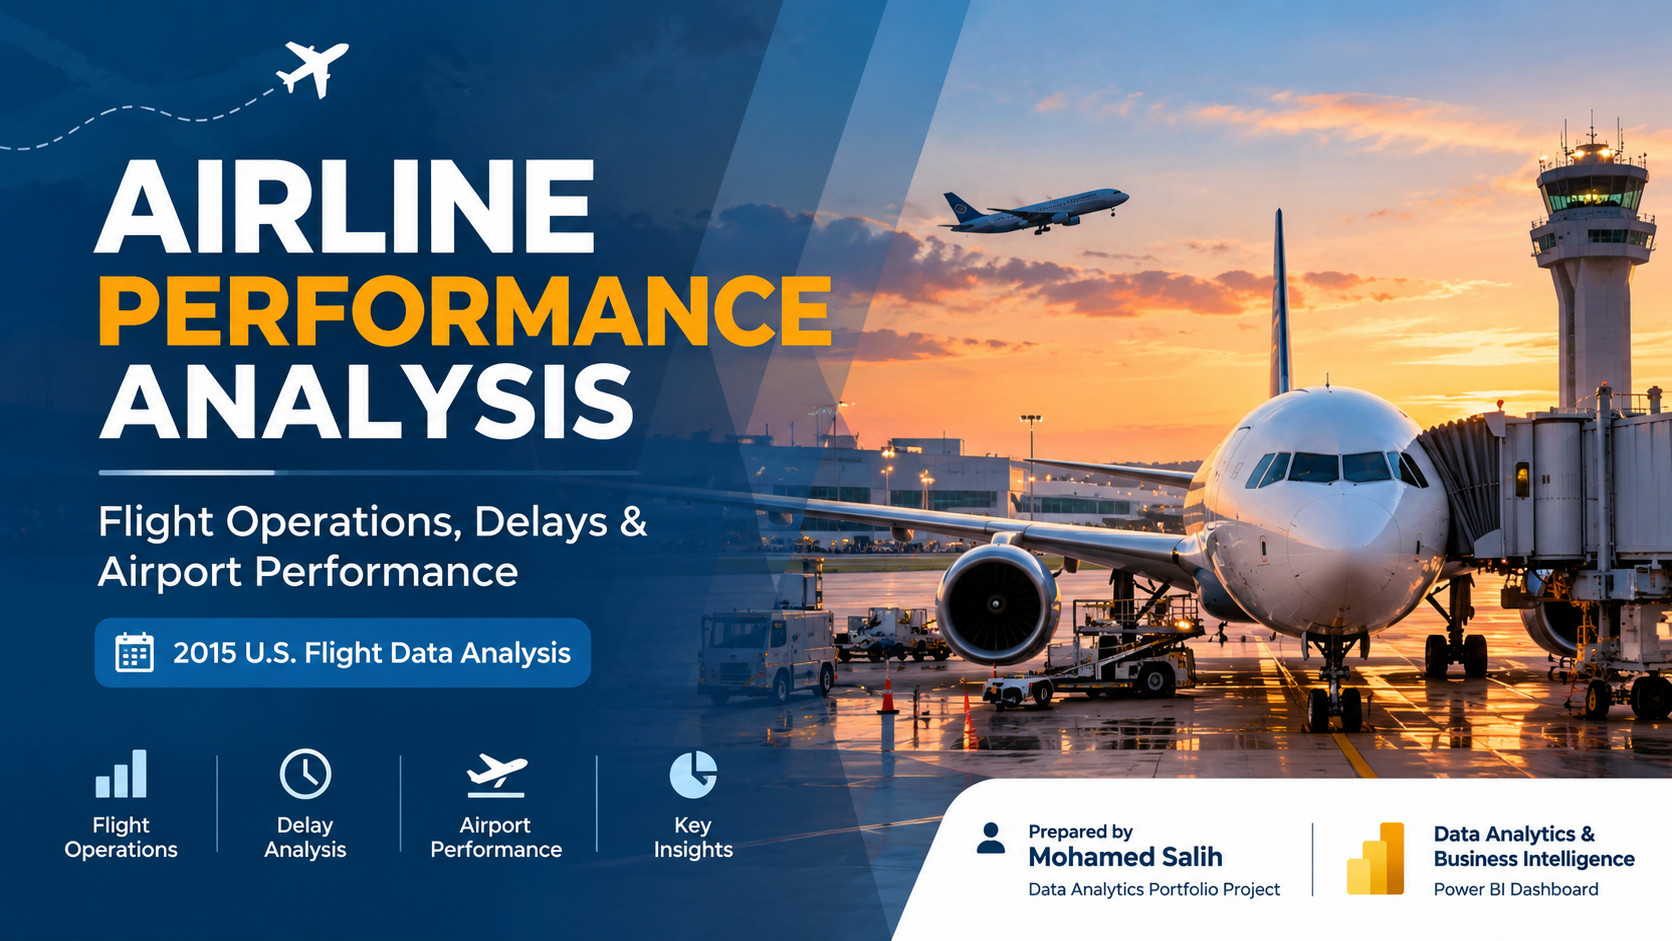 AIRLINE
PERFORMANCE
ANALYSIS
Flight Operations, Delays &
Airport Performance
2015 U.S. Flight Data Analysis
Flight
Operations
Delay
Analysis
Airport
Performance
Key
Insights
Prepared by
Mohamed Salih
Data Analytics Portfolio Project
Data Analytics &
Business Intelligence
Power BI Dashboard